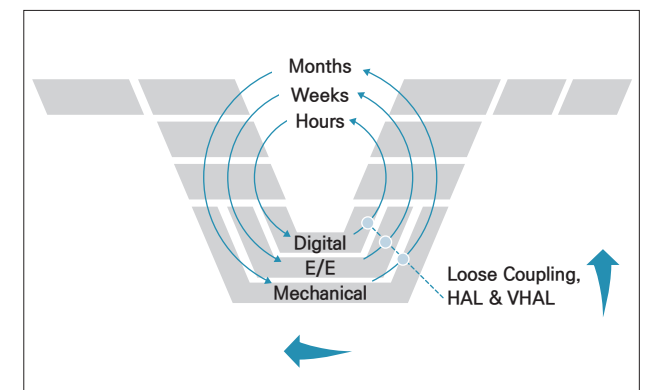 Months
Weeks
Hours
Digital
E/E
Mechanical
Loose Coupling,
HAL & VHAL